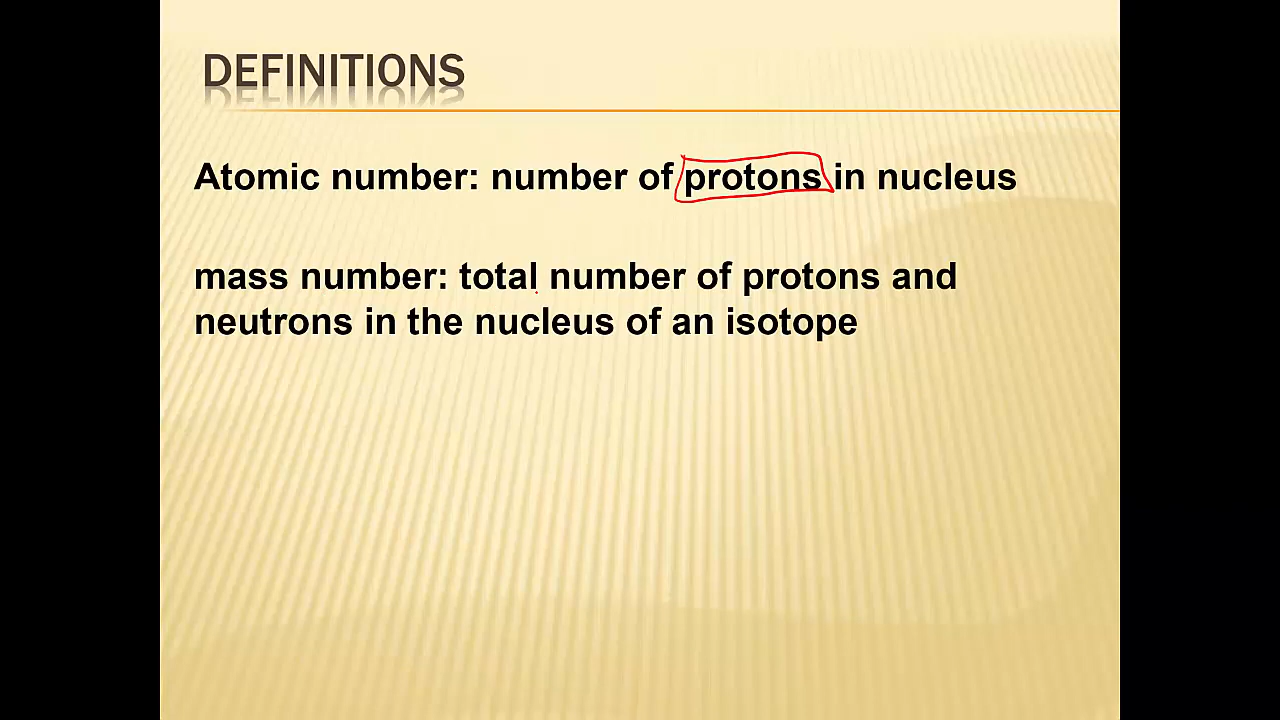 DEFINITIONS
Atomic number: number of protons in nucleus
mass number: total number of protons and
neutrons in the nucleus of an isotope